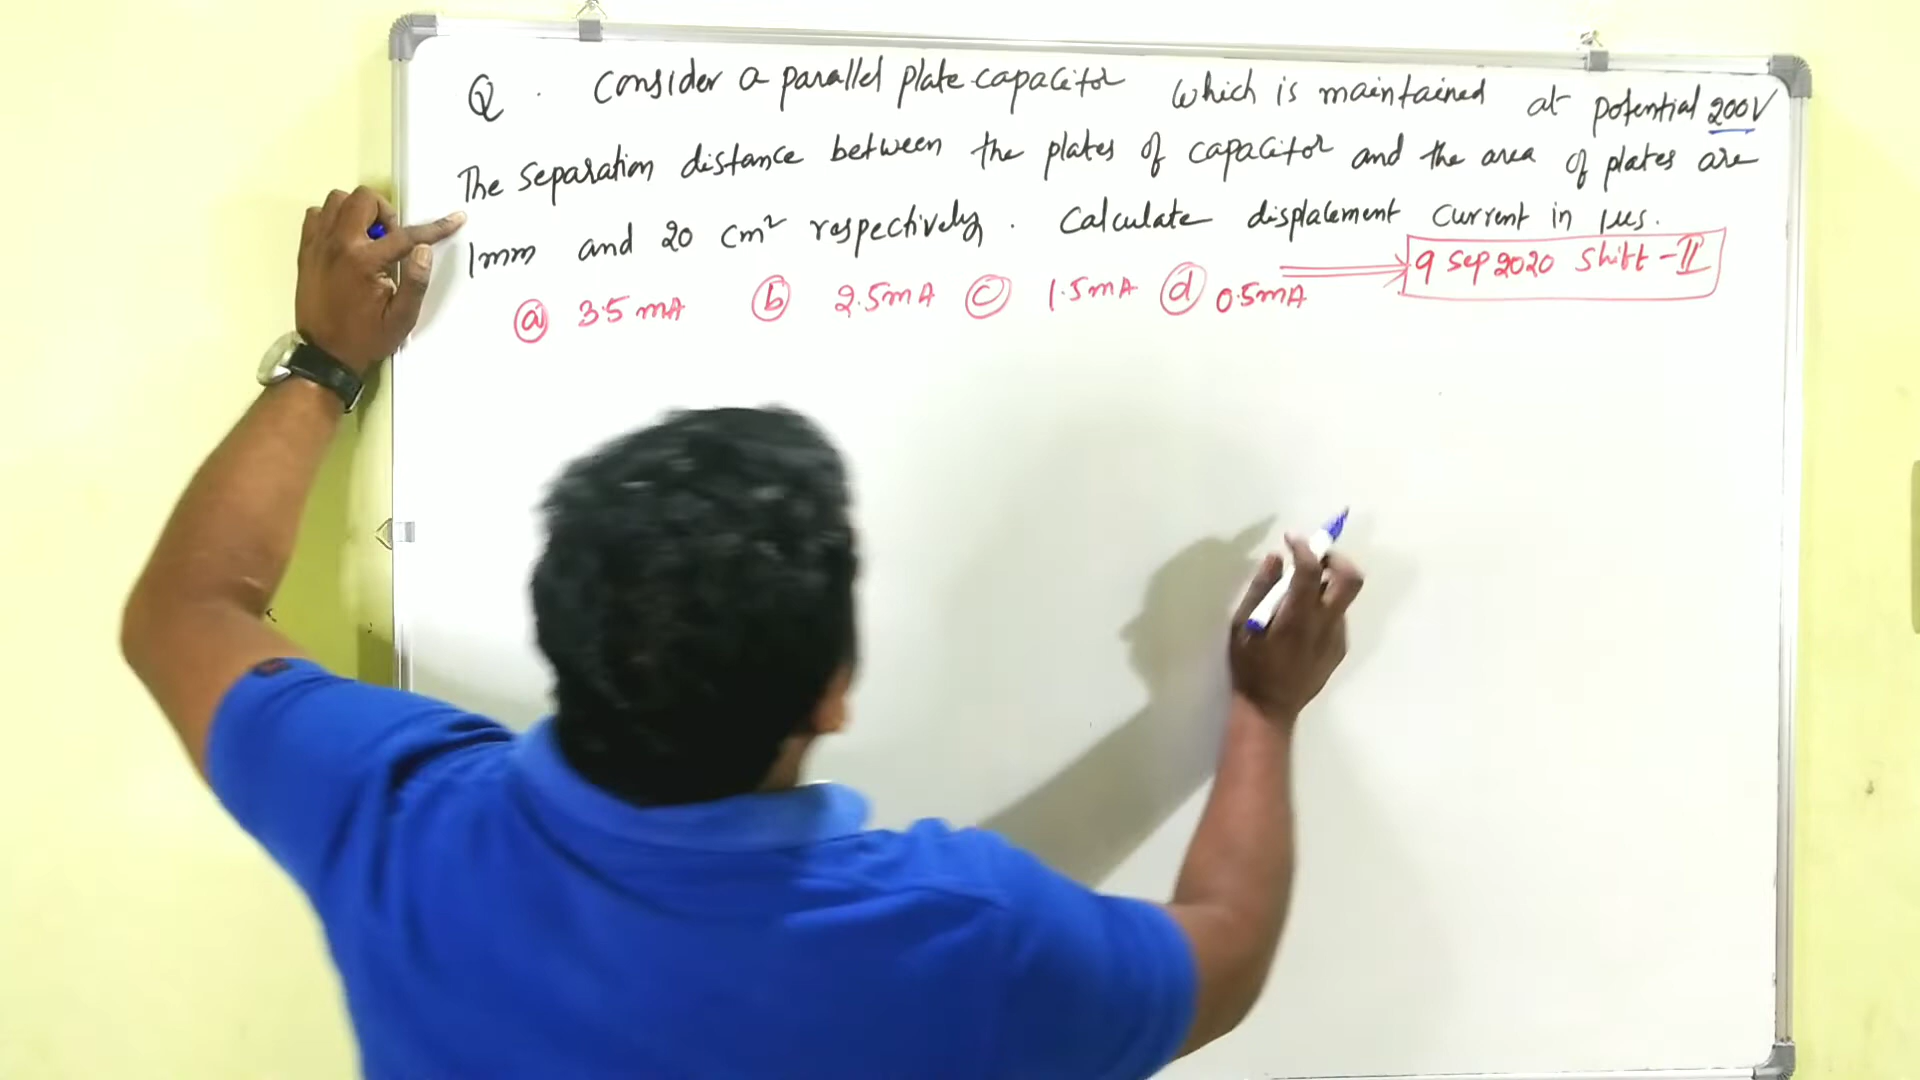 Q. Consider a parallel plate capacitor which is maintained at potential 200V
The separation distance between the plates of capacitor and the area of plates are
1mm and 20 cm² respectively. Calculate displacement current in 1μs.
9 Sep 2020 Shift-II
ⓐ 3.5 mA ⓑ 2.5mA ⓒ 1.5mA ⓓ 0.5mA